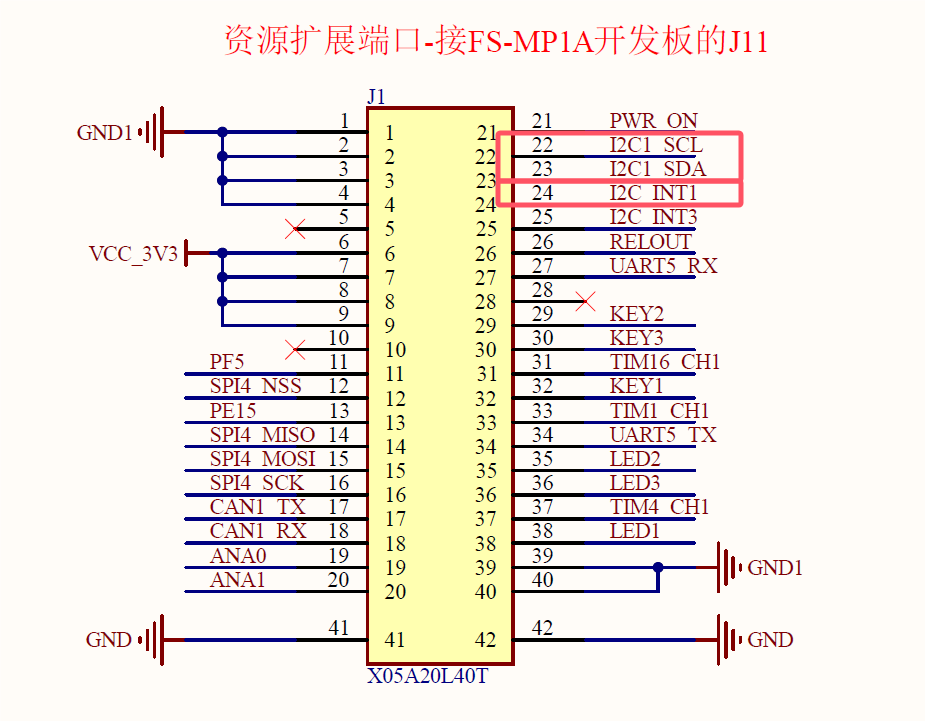 资源扩展端口-接FS-MP1A开发板的J11
J1
GND1
1 1 21 21 PWR_ON
2 2 22 22 I2C1_SCL
3 3 23 23 I2C1_SDA
4 4 24 24 I2C_INT1
5 5 25 25 I2C_INT3
VCC_3V3 6 6 26 26 RELOUT
7 7 27 27 UART5_RX
8 8 28 28
9 9 29 29 KEY2
10 10 30 30 KEY3
PF5 11 11 31 31 TIM16_CH1
SPI4_NSS 12 12 32 32 KEY1
PE15 13 13 33 33 TIM1_CH1
SPI4_MISO 14 14 34 34 UART5_TX
SPI4_MOSI 15 15 35 35 LED2
SPI4_SCK 16 16 36 36 LED3
CAN1_TX 17 17 37 37 TIM4_CH1
CAN1_RX 18 18 38 38 LED1
ANA0 19 19 39 39 GND1
ANA1 20 20 40 40
GND 41 41 42 42 GND
X05A20L40T